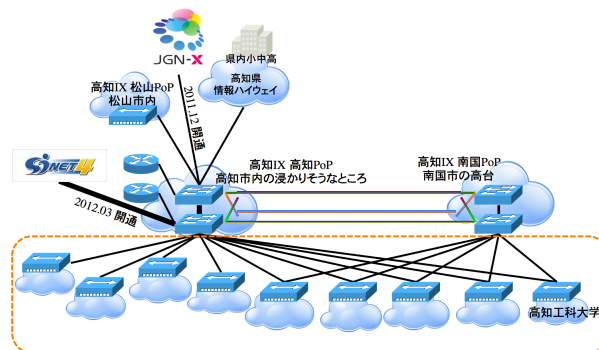 JGN-X
県内小中高
高知県
情報ハイウェイ
高知IX 松山PoP
松山市内
2011.12 開通
SINET4
2012.03 開通
高知IX 高知PoP
高知市内の浸かりそうなところ
高知IX 南国PoP
南国市の高台
高知工科大学